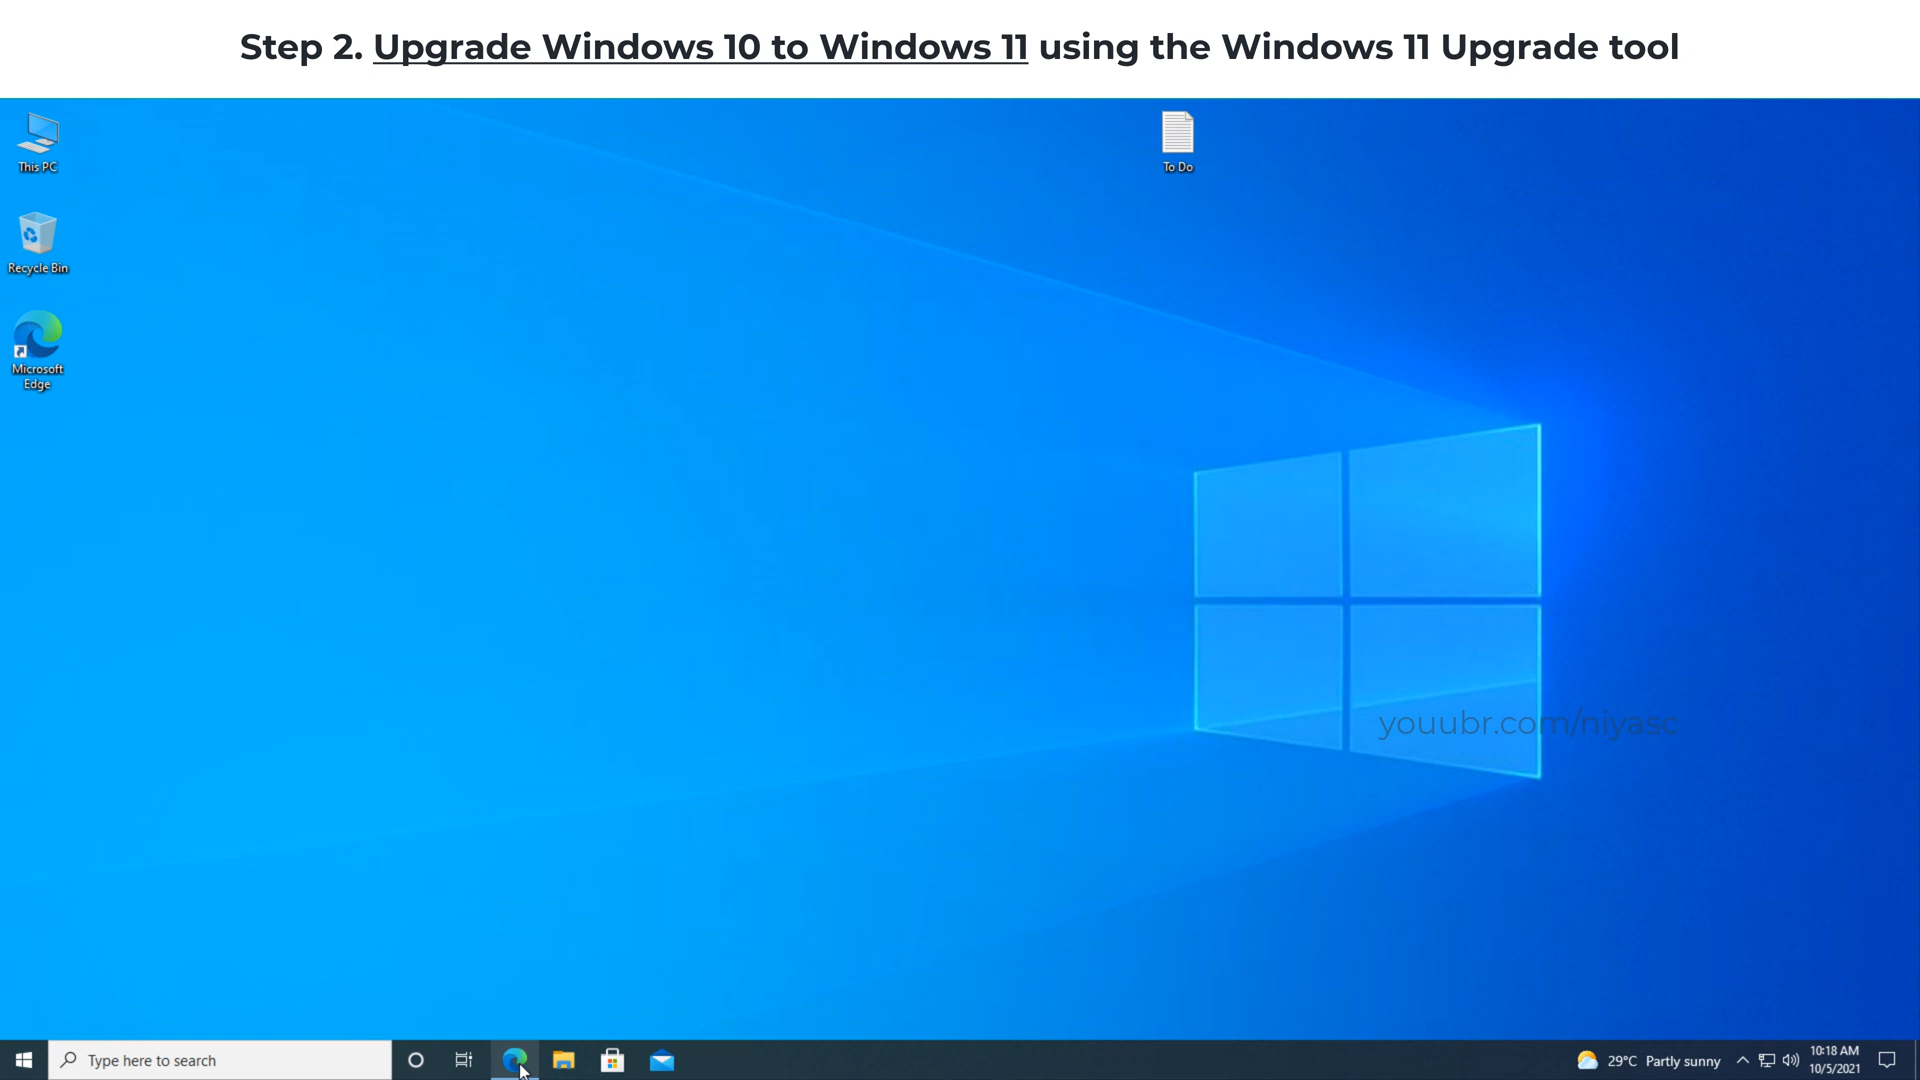 Step 2. Upgrade Windows 10 to Windows 11 using the Windows 11 Upgrade tool
This PC
To Do
Recycle Bin
Microsoft
Edge
youubr.com/niyasc
Type here to search
29°C Partly sunny
10:18 AM
10/5/2021